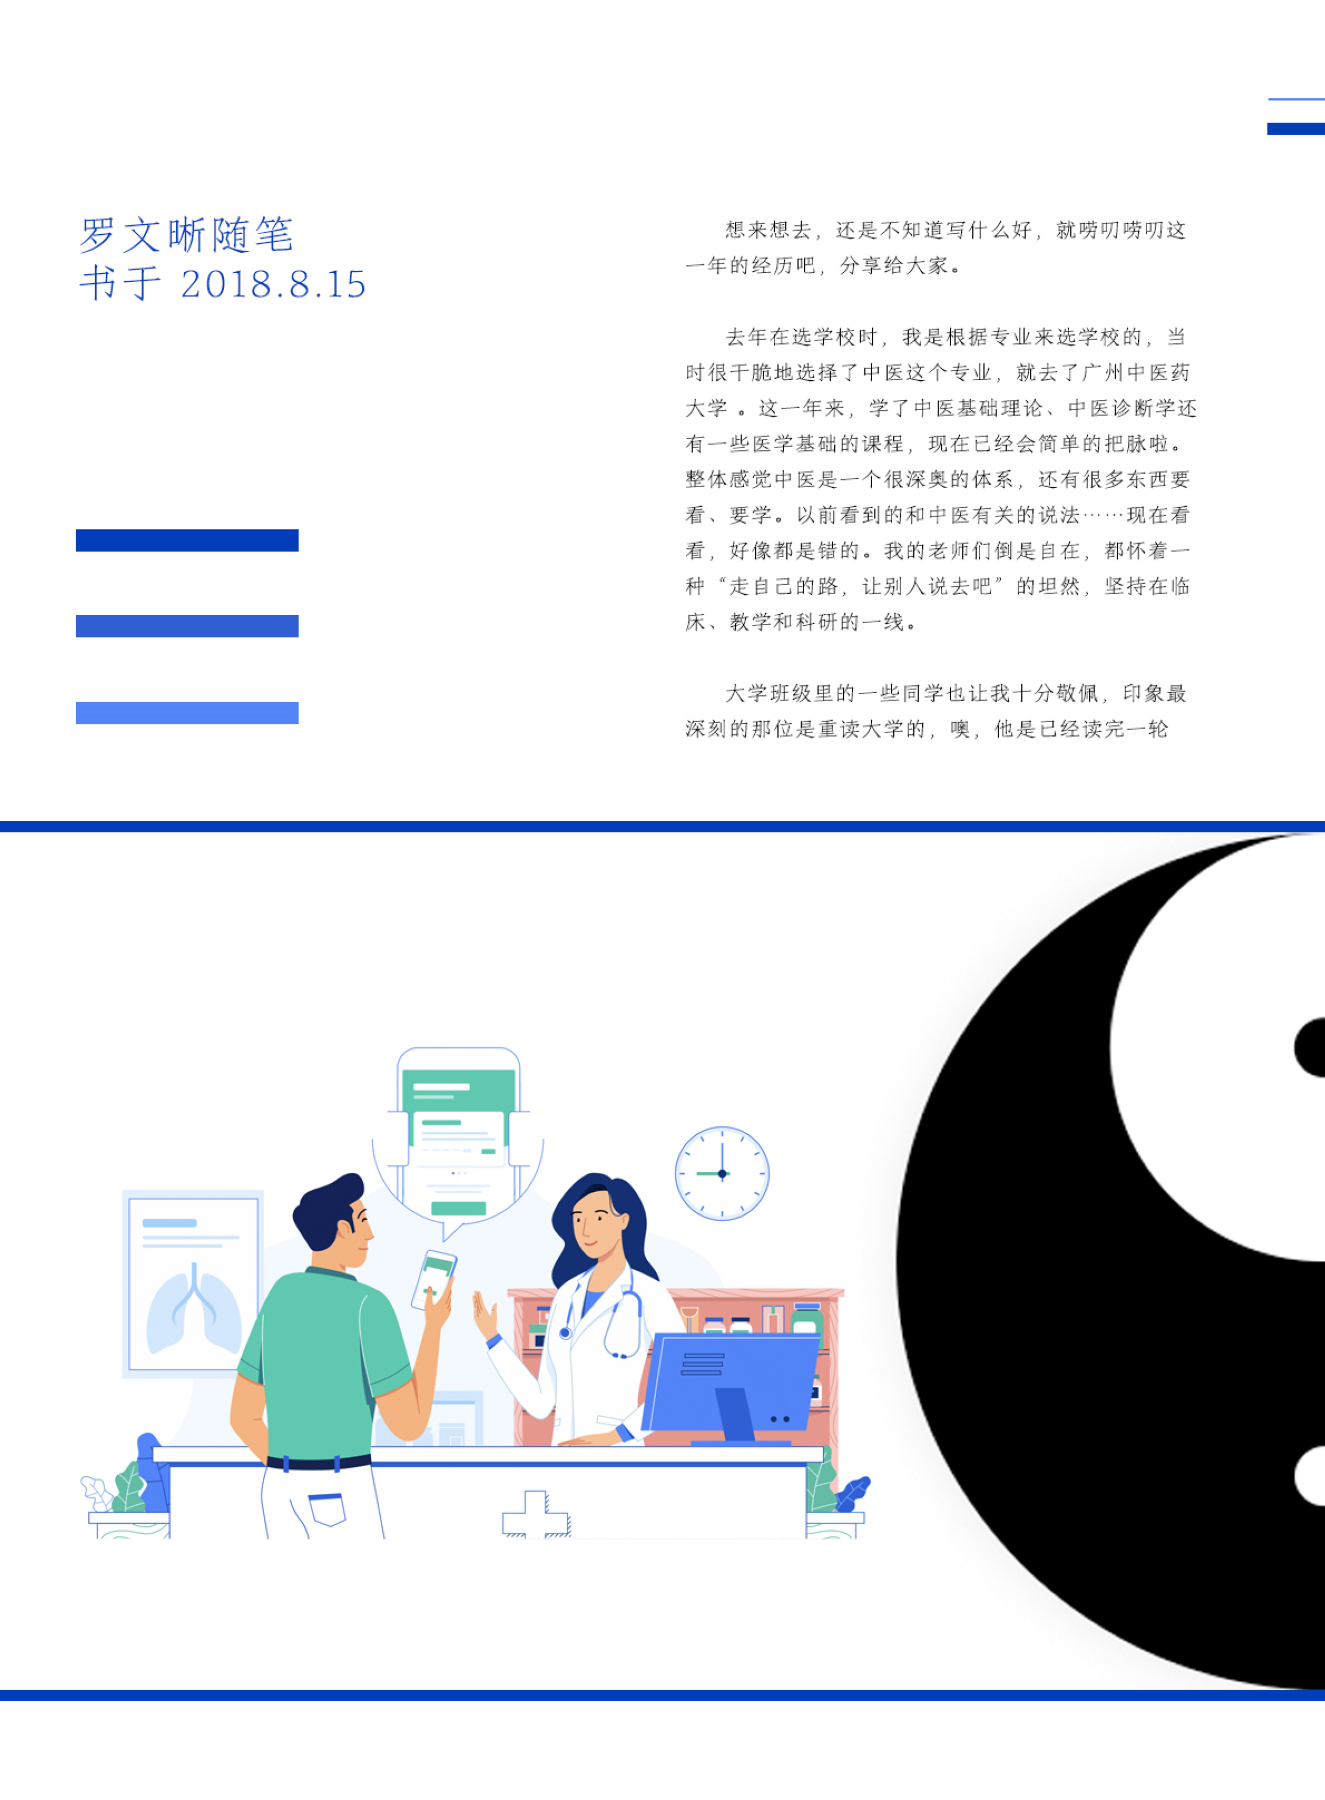 罗文晰随笔
书于 2018.8.15
想来想去，还是不知道写什么好，就唠叨唠叨这
一年的经历吧，分享给大家。
去年在选学校时，我是根据专业来选学校的，当
时很干脆地选择了中医这个专业，就去了广州中医药
大学 。这一年来，学了中医基础理论、中医诊断学还
有一些医学基础的课程，现在已经会简单的把脉啦。
整体感觉中医是一个很深奥的体系，还有很多东西要
看、要学。以前看到的和中医有关的说法……现在看
看，好像都是错的。我的老师们倒是自在，都怀着一
种“走自己的路，让别人说去吧”的坦然，坚持在临
床、教学和科研的一线。
大学班级里的一些同学也让我十分敬佩，印象最
深刻的那位是重读大学的，噢，他是已经读完一轮